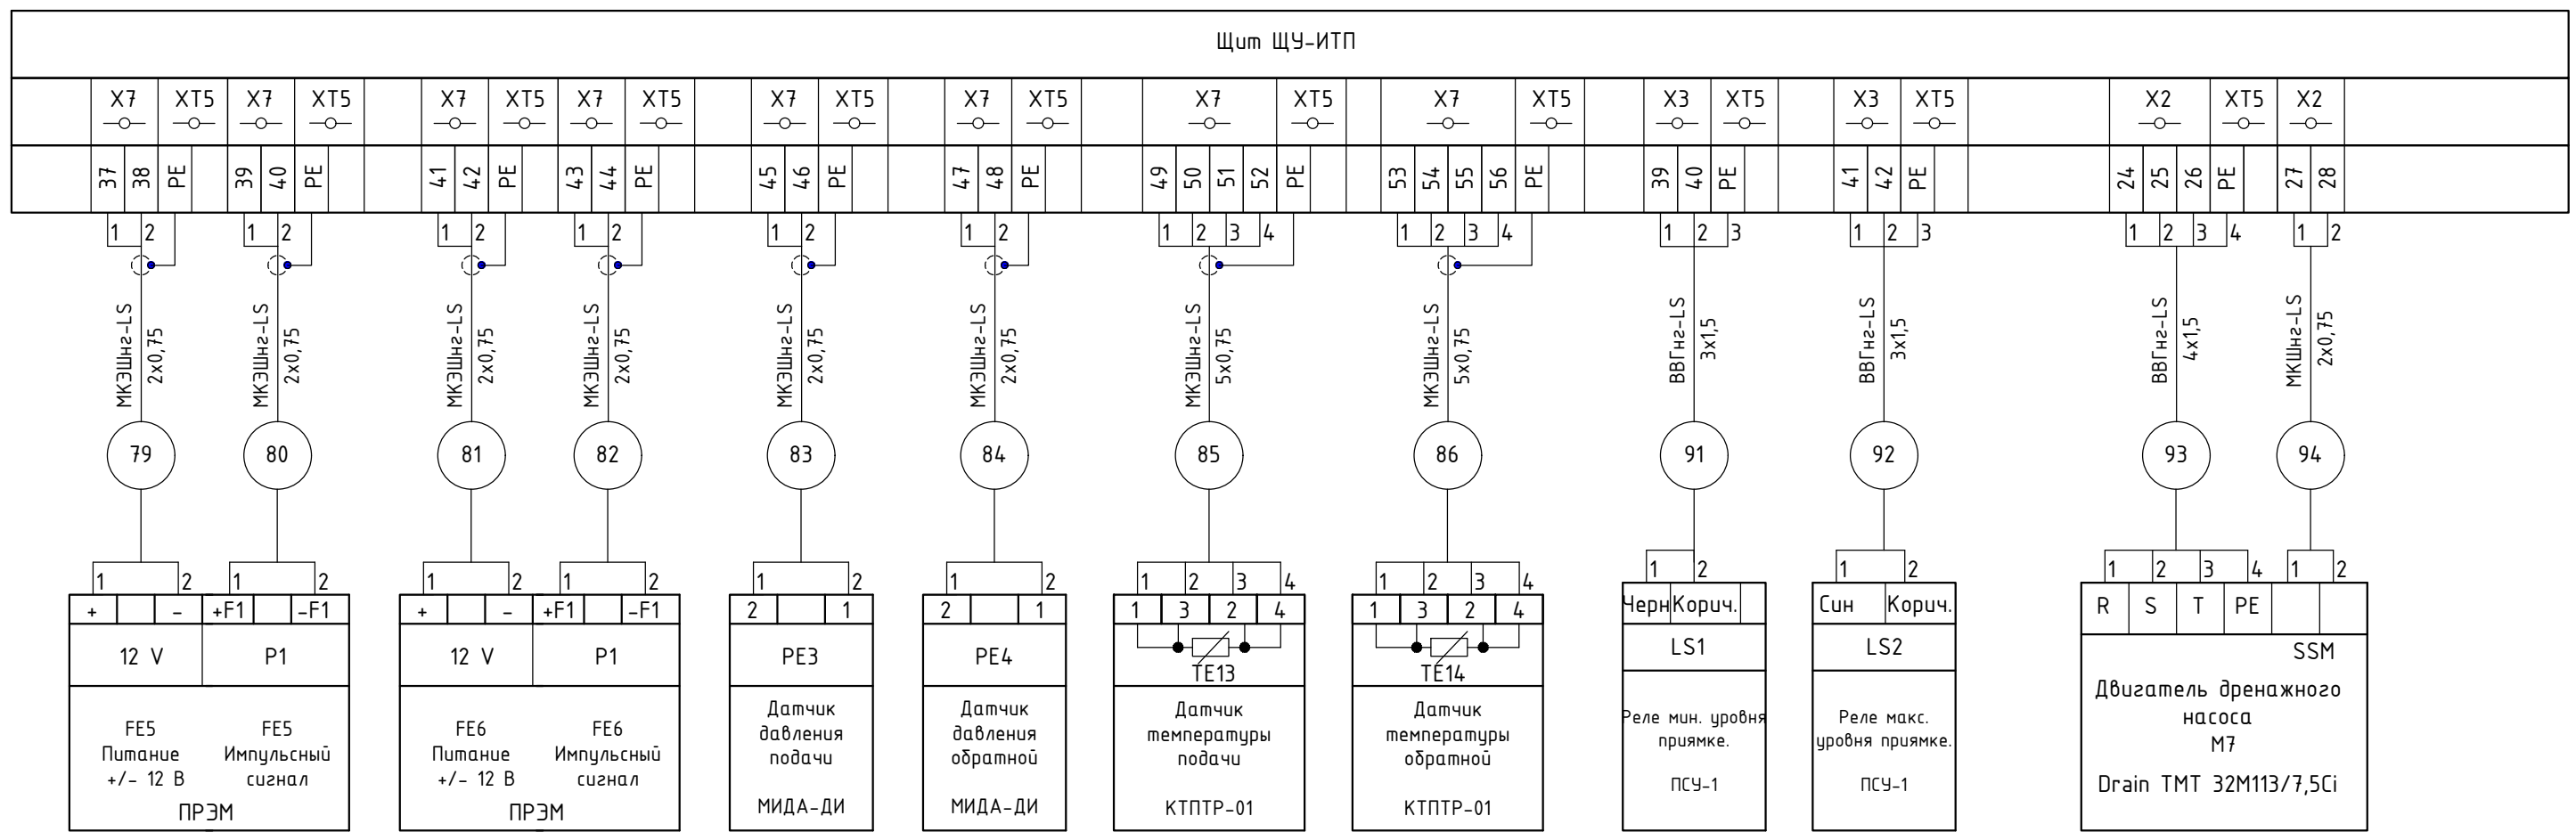 Щит ЩУ-ИТП
X7 XT5 X7 XT5 X7 XT5 X7 XT5 X7 XT5 X7 XT5 X7 XT5 X7 XT5 X3 XT5 X3 XT5 X2 XT5 X2
37 38 PE 39 40 PE 41 42 PE 43 44 PE 45 46 PE 47 48 PE 49 50 51 52 PE 53 54 55 56 PE 39 40 PE 41 42 PE 24 25 26 PE 27 28
1 2 1 2 1 2 1 2 1 2 1 2 1 2 3 4 1 2 3 4 1 2 3 1 2 3 1 2 3 4 1 2
МКЭШнг-LS
2x0,75
МКЭШнг-LS
2x0,75
МКЭШнг-LS
2x0,75
МКЭШнг-LS
2x0,75
МКЭШнг-LS
2x0,75
МКЭШнг-LS
2x0,75
МКЭШнг-LS
5x0,75
МКЭШнг-LS
5x0,75
ВВГнг-LS
3x1,5
ВВГнг-LS
3x1,5
ВВГнг-LS
4x1,5
МКШнг-LS
2x0,75
79 80 81 82 83 84 85 86 91 92 93 94
1 2 1 2 1 2 1 2 1 2 1 2 1 2 3 4 1 2 3 4 1 2 1 2 1 2 3 4 1 2
+ - +F1 -F1
12 V P1
FE5
Питание
+/- 12 В
FE5
Импульсный
сигнал
ПРЭМ
+ - +F1 -F1
12 V P1
FE6
Питание
+/- 12 В
FE6
Импульсный
сигнал
ПРЭМ
2 1
PE3
Датчик
давления
подачи
МИДА-ДИ
2 1
PE4
Датчик
давления
обратной
МИДА-ДИ
1 3 2 4
TE13
Датчик
температуры
подачи
КТПТР-01
1 3 2 4
TE14
Датчик
температуры
обратной
КТПТР-01
Черн Корич.
LS1
Реле мин. уровня
приямке.
ПСУ-1
Син Корич.
LS2
Реле макс.
уровня приямке.
ПСУ-1
R S T PE
SSM
Двигатель дренажного
насоса
М7
Drain TMT 32M113/7,5Ci